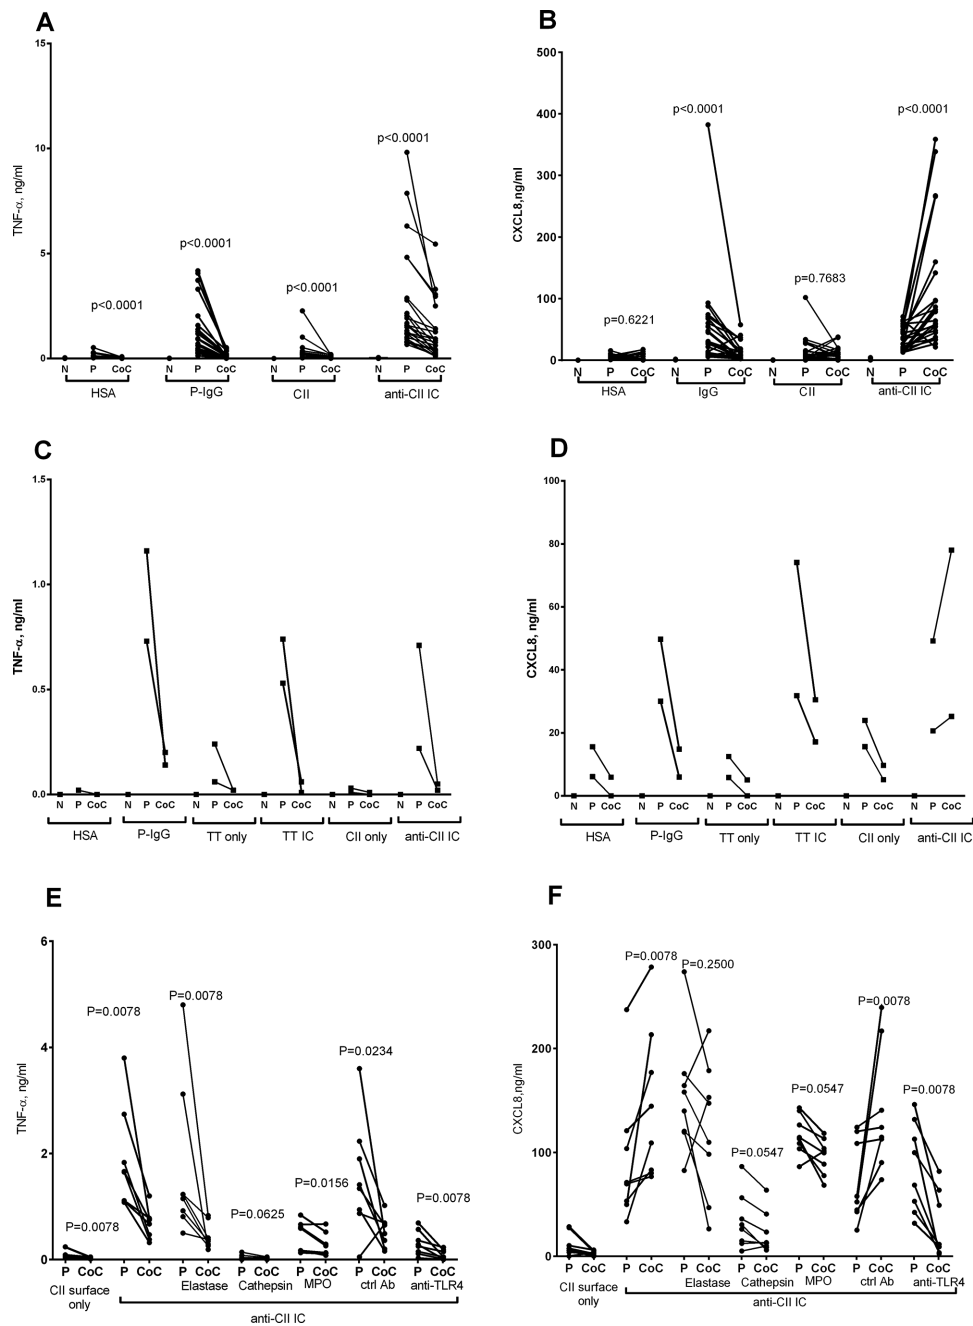 A
15
10
5
0
TNF-α, ng/ml
p<0.0001
p<0.0001
p<0.0001
p<0.0001
N P CoC N P CoC N P CoC N P CoC
HSA P-IgG CII anti-CII IC
B
500
400
300
200
100
0
CXCL8,ng/ml
p=0.6221
p<0.0001
p=0.7683
p<0.0001
N P CoC N P CoC N P CoC N P CoC
HSA IgG CII anti-CII IC
C
1.5
1.0
0.5
0.0
TNF-α, ng/ml
N P CoC N P CoC N P CoC N P CoC N P CoC N P CoC
HSA P-IgG TT only TT IC CII only anti-CII IC
D
100
80
60
40
20
0
CXCL8, ng/ml
N P CoC N P CoC N P CoC N P CoC N P CoC N P CoC
HSA P-IgG TT only TT IC CII only anti-CII IC
E
6
4
2
0
TNF-α, ng/ml
P=0.0078
P=0.0078
P=0.0078
P=0.0625
P=0.0156
P=0.0234
P=0.0078
P CoC P CoC P CoC P CoC P CoC P CoC P CoC
CII surface only Elastase Cathepsin MPO ctrl Ab anti-TLR4
anti-CII IC
F
300
200
100
0
CXCL8,ng/ml
P=0.0078
P=0.2500
P=0.0547
P=0.0547
P=0.0078
P=0.0078
P CoC P CoC P CoC P CoC P CoC P CoC P CoC
CII surface only Elastase Cathepsin MPO ctrl Ab anti-TLR4
anti-CII IC